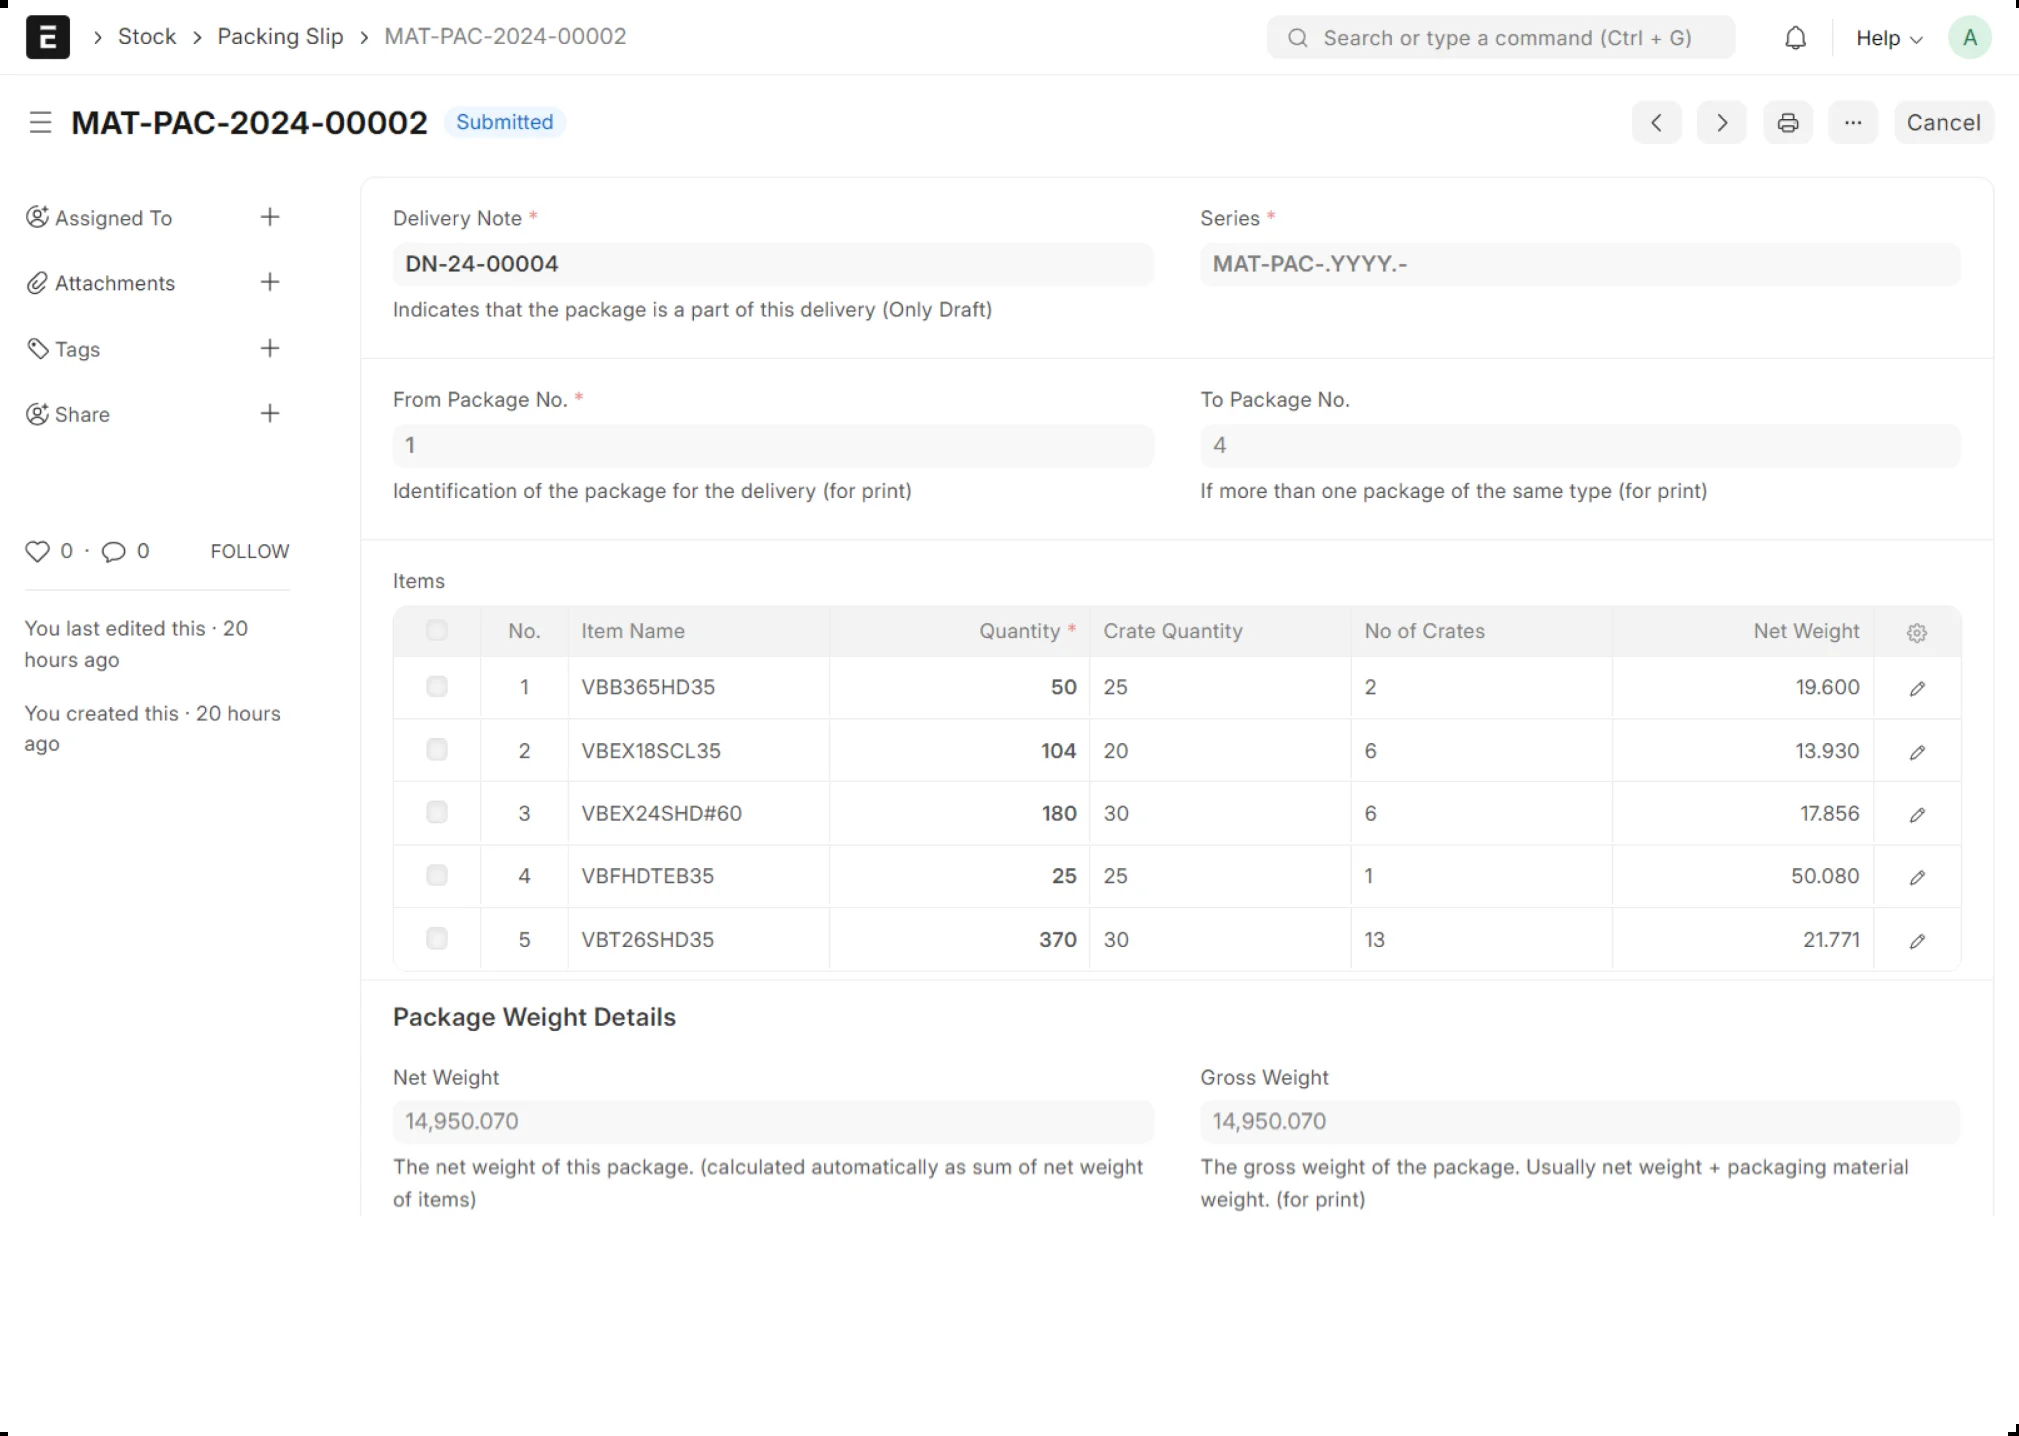 E › Stock › Packing Slip › MAT-PAC-2024-00002 Search or type a command (Ctrl + G) Help A
MAT-PAC-2024-00002 Submitted ··· Cancel
Assigned To +
Attachments +
Tags +
Share +
0 · 0 FOLLOW
You last edited this · 20
hours ago
You created this · 20 hours
ago
Delivery Note * Series *
DN-24-00004 MAT-PAC-.YYYY.-
Indicates that the package is a part of this delivery (Only Draft)
From Package No. * To Package No.
1 4
Identification of the package for the delivery (for print) If more than one package of the same type (for print)
Items
No. Item Name Quantity * Crate Quantity No of Crates Net Weight
1 VBB365HD35 50 25 2 19.600
2 VBEX18SCL35 104 20 6 13.930
3 VBEX24SHD#60 180 30 6 17.856
4 VBFHDTEB35 25 25 1 50.080
5 VBT26SHD35 370 30 13 21.771
Package Weight Details
Net Weight Gross Weight
14,950.070 14,950.070
The net weight of this package. (calculated automatically as sum of net weight The gross weight of the package. Usually net weight + packaging material
of items) weight. (for print)